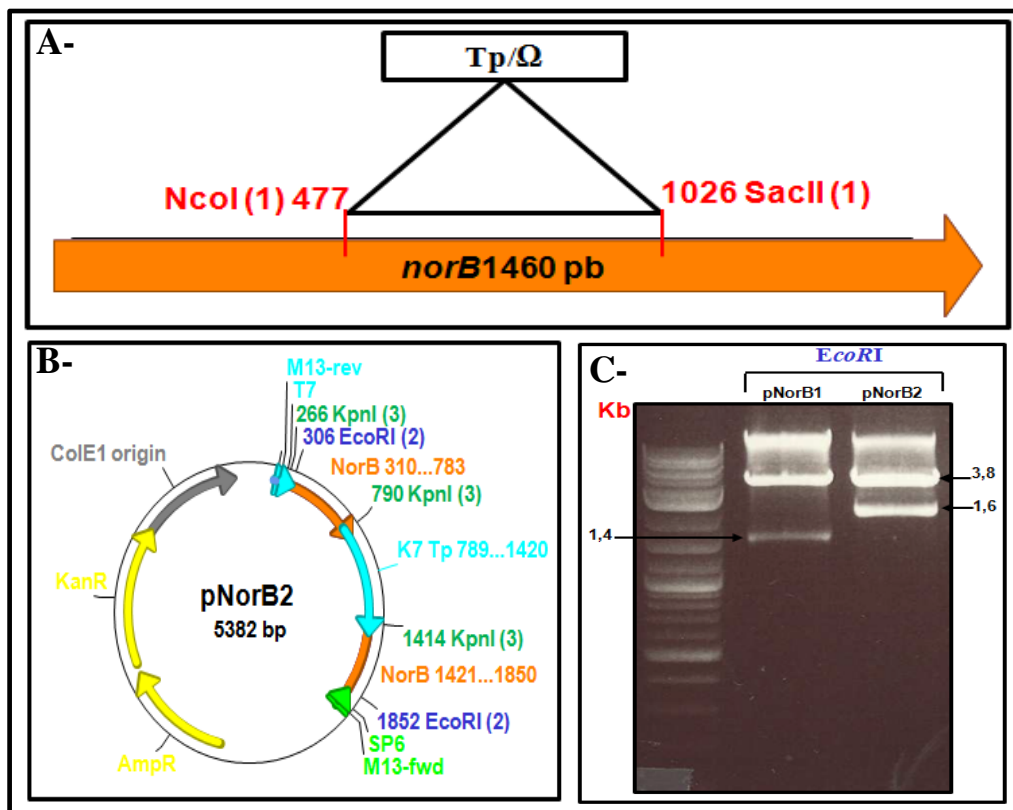 A-
Tp/Ω
NcoI (1) 477
1026 SacII (1)
norB1460 pb
B-
M13-rev
T7
266 KpnI (3)
306 EcoRI (2)
ColE1 origin
NorB 310...783
790 KpnI (3)
K7 Tp 789...1420
KanR
pNorB2
5382 bp
1414 KpnI (3)
NorB 1421...1850
1852 EcoRI (2)
SP6
M13-fwd
AmpR
C-
EcoRI
pNorB1 pNorB2
Kb
3,8
1,6
1,4